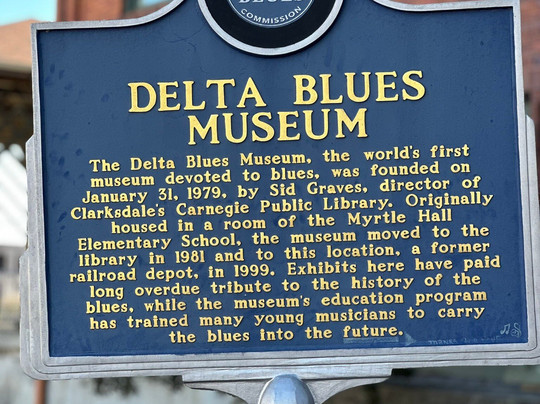 BLUES
COMMISSION
DELTA BLUES
MUSEUM
The Delta Blues Museum, the world's first
museum devoted to blues, was founded on
January 31, 1979, by Sid Graves, director of
Clarksdale's Carnegie Public Library. Originally
housed in a room of the Myrtle Hall
Elementary School, the museum moved to the
library in 1981 and to this location, a former
railroad depot, in 1999. Exhibits here have paid
long overdue tribute to the history of the
blues, while the museum's education program
has trained many young musicians to carry
the blues into the future.